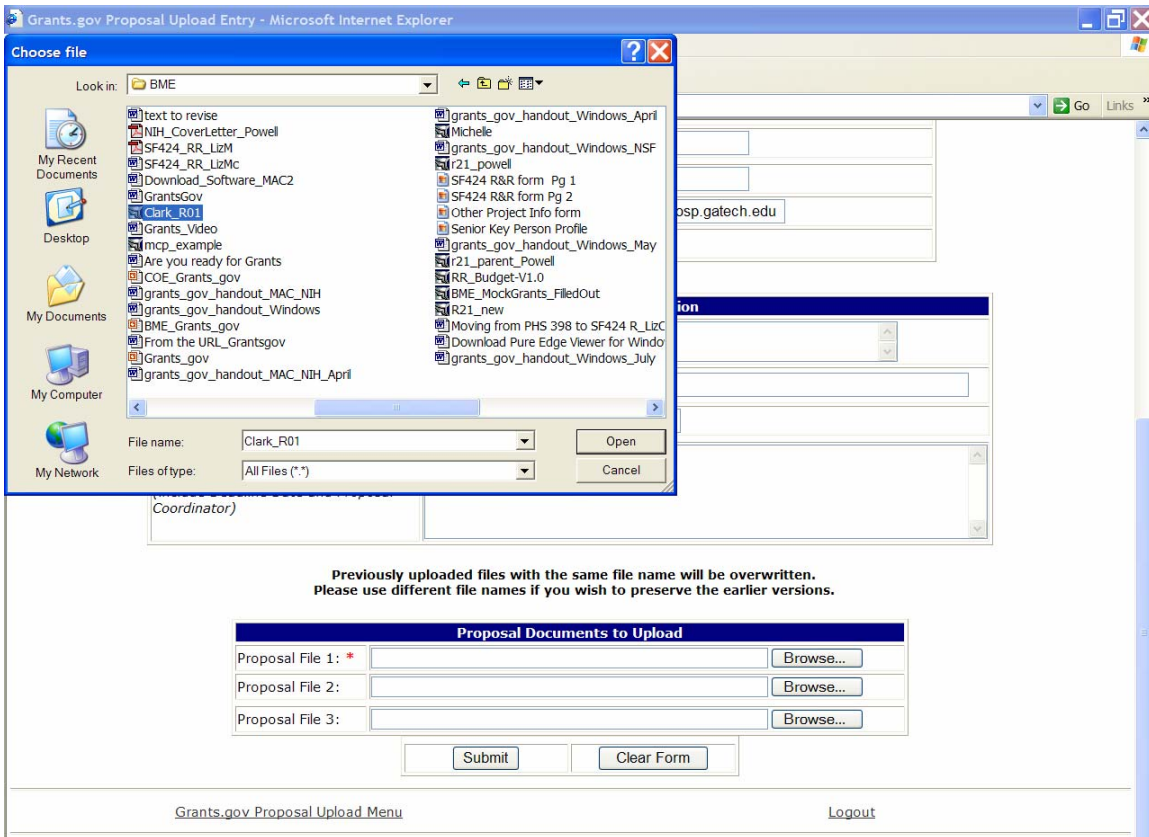 Grants.gov Proposal Upload Entry - Microsoft Internet Explorer
Choose file
Look in: BME
My Recent Documents
Desktop
My Documents
My Computer
My Network
text to revise
NIH_CoverLetter_Powell
SF424_RR_LizM
SF424_RR_LizMc
Download_Software_MAC2
GrantsGov
Clark_R01
Grants_Video
mcp_example
Are you ready for Grants
COE_Grants_gov
grants_gov_handout_MAC_NIH
grants_gov_handout_Windows
BME_Grants_gov
From the URL_Grantsgov
Grants_gov
grants_gov_handout_MAC_NIH_April
grants_gov_handout_Windows_April
Michelle
grants_gov_handout_Windows_NSF
r21_powell
SF424 R&R form  Pg 1
SF424 R&R form Pg 2
Other Project Info form
Senior Key Person Profile
grants_gov_handout_Windows_May
r21_parent_Powell
RR_Budget-V1.0
BME_MockGrants_FiledOut
R21_new
Moving from PHS 398 to SF424 R_LizC
Download Pure Edge Viewer for Windo
grants_gov_handout_Windows_July
File name: Clark_R01 Open
Files of type: All Files (*.*) Cancel
Go Links »
osp.gatech.edu
ion
Coordinator)
Previously uploaded files with the same file name will be overwritten.
Please use different file names if you wish to preserve the earlier versions.
Proposal Documents to Upload
Proposal File 1: * Browse...
Proposal File 2: Browse...
Proposal File 3: Browse...
Submit Clear Form
Grants.gov Proposal Upload Menu Logout